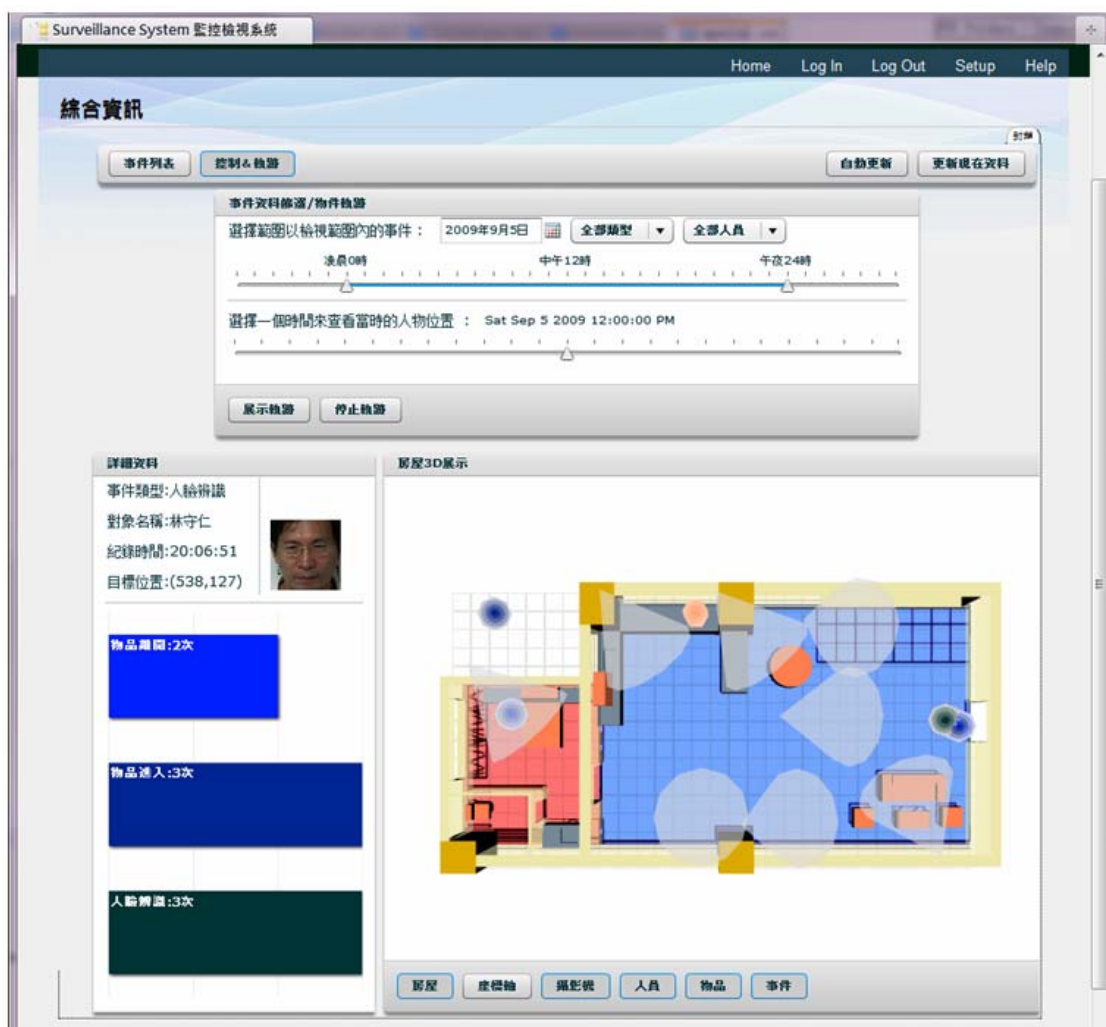 Surveillance System 監控檢視系統
Home Log In Log Out Setup Help
綜合資訊
封鎖
事件列表 控制&軌跡 自動更新 更新現在資料
事件資料篩選/物件軌跡
選擇範圍以檢視範圍內的事件： 2009年9月5日 全部類型 全部人員
凌晨0時 中午12時 午夜24時
選擇一個時間來查看當時的人物位置 ： Sat Sep 5 2009 12:00:00 PM
展示軌跡 停止軌跡
詳細資料
事件類型:人臉辨識
對象名稱:林守仁
紀錄時間:20:06:51
目標位置:(538,127)
物品離開:2次
物品進入:3次
人臉辨識:3次
房屋3D展示
房屋 座標軸 攝影機 人員 物品 事件